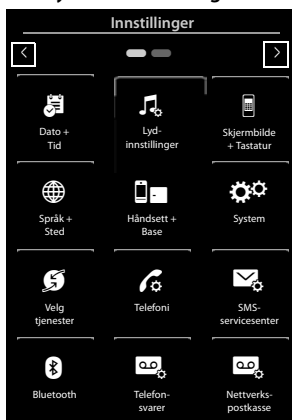 Innstillinger
Dato +
Tid
Lyd-
innstillinger
Skjermbilde
+ Tastatur
Språk +
Sted
Håndsett +
Base
System
Velg
tjenester
Telefoni
SMS-
servicesenter
Bluetooth
Telefon-
svarer
Nettverks-
postkasse